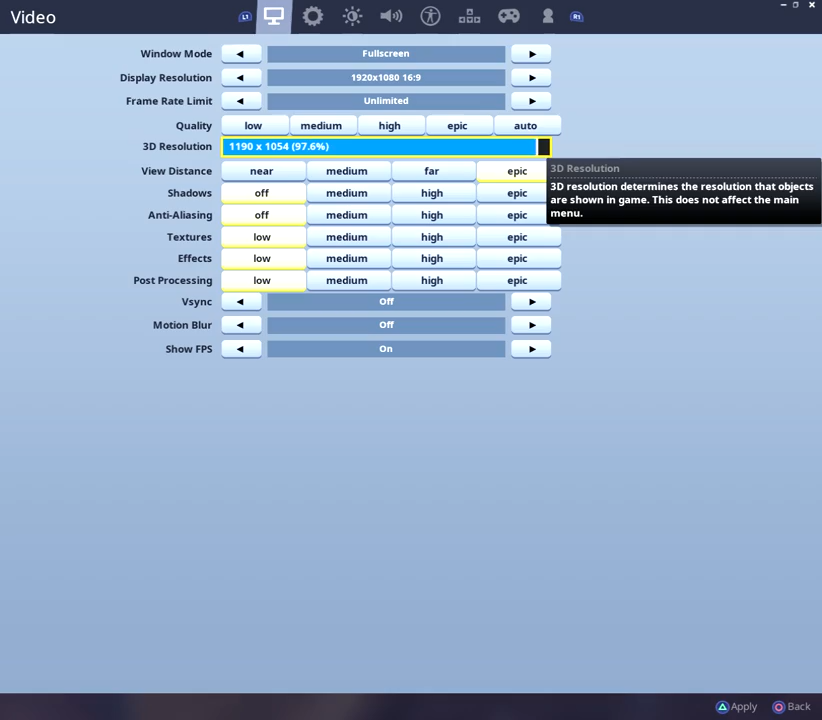 Video
L1
R1
Window Mode Fullscreen
Display Resolution 1920x1080 16:9
Frame Rate Limit Unlimited
Quality low medium high epic auto
3D Resolution 1190 x 1054 (97.6%)
View Distance near medium far epic
3D Resolution
3D resolution determines the resolution that objects
are shown in game. This does not affect the main
menu.
Shadows off medium high epic
Anti-Aliasing off medium high epic
Textures low medium high epic
Effects low medium high epic
Post Processing low medium high epic
Vsync Off
Motion Blur Off
Show FPS On
Apply Back